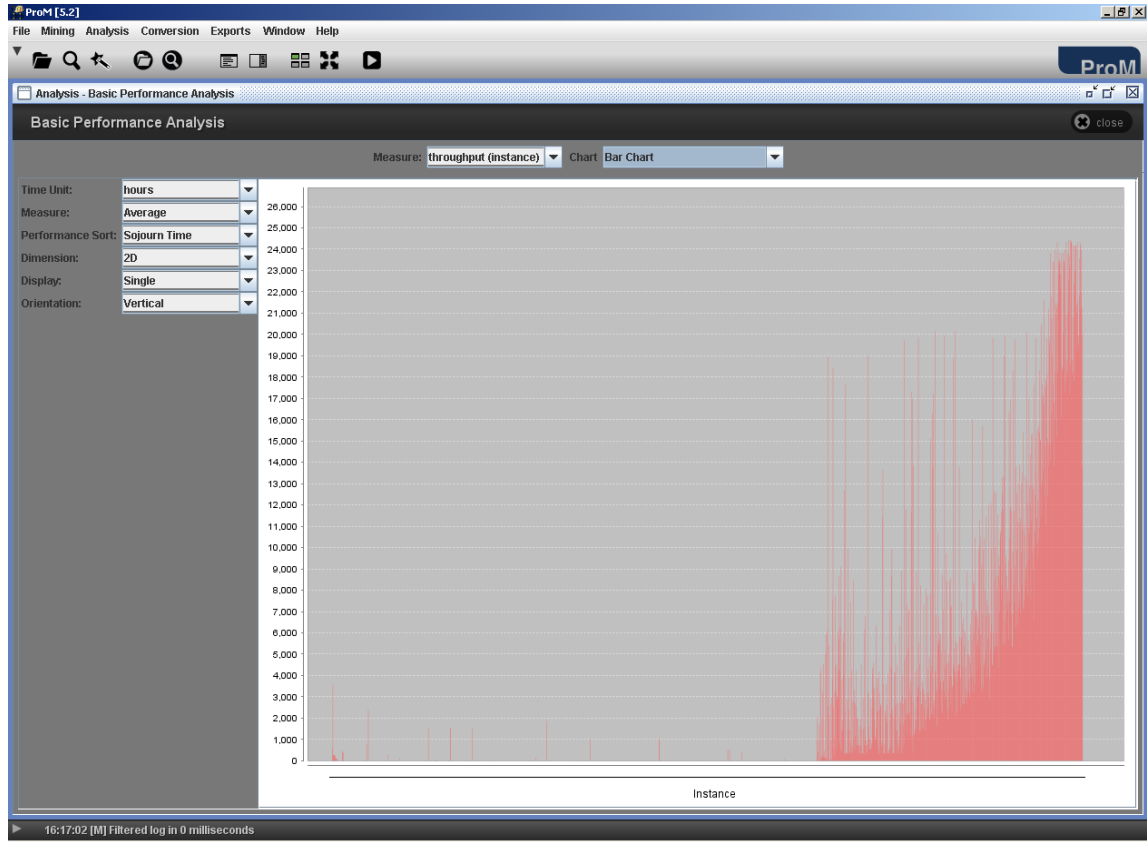 ProM [5.2]
File Mining Analysis Conversion Exports Window Help
ProM
Analysis - Basic Performance Analysis
Basic Performance Analysis
close
Measure: throughput (instance) Chart Bar Chart
Time Unit: hours
Measure: Average
Performance Sort: Sojourn Time
Dimension: 2D
Display: Single
Orientation: Vertical
26,000
25,000
24,000
23,000
22,000
21,000
20,000
19,000
18,000
17,000
16,000
15,000
14,000
13,000
12,000
11,000
10,000
9,000
8,000
7,000
6,000
5,000
4,000
3,000
2,000
1,000
0
Instance
16:17:02 [M] Filtered log in 0 milliseconds